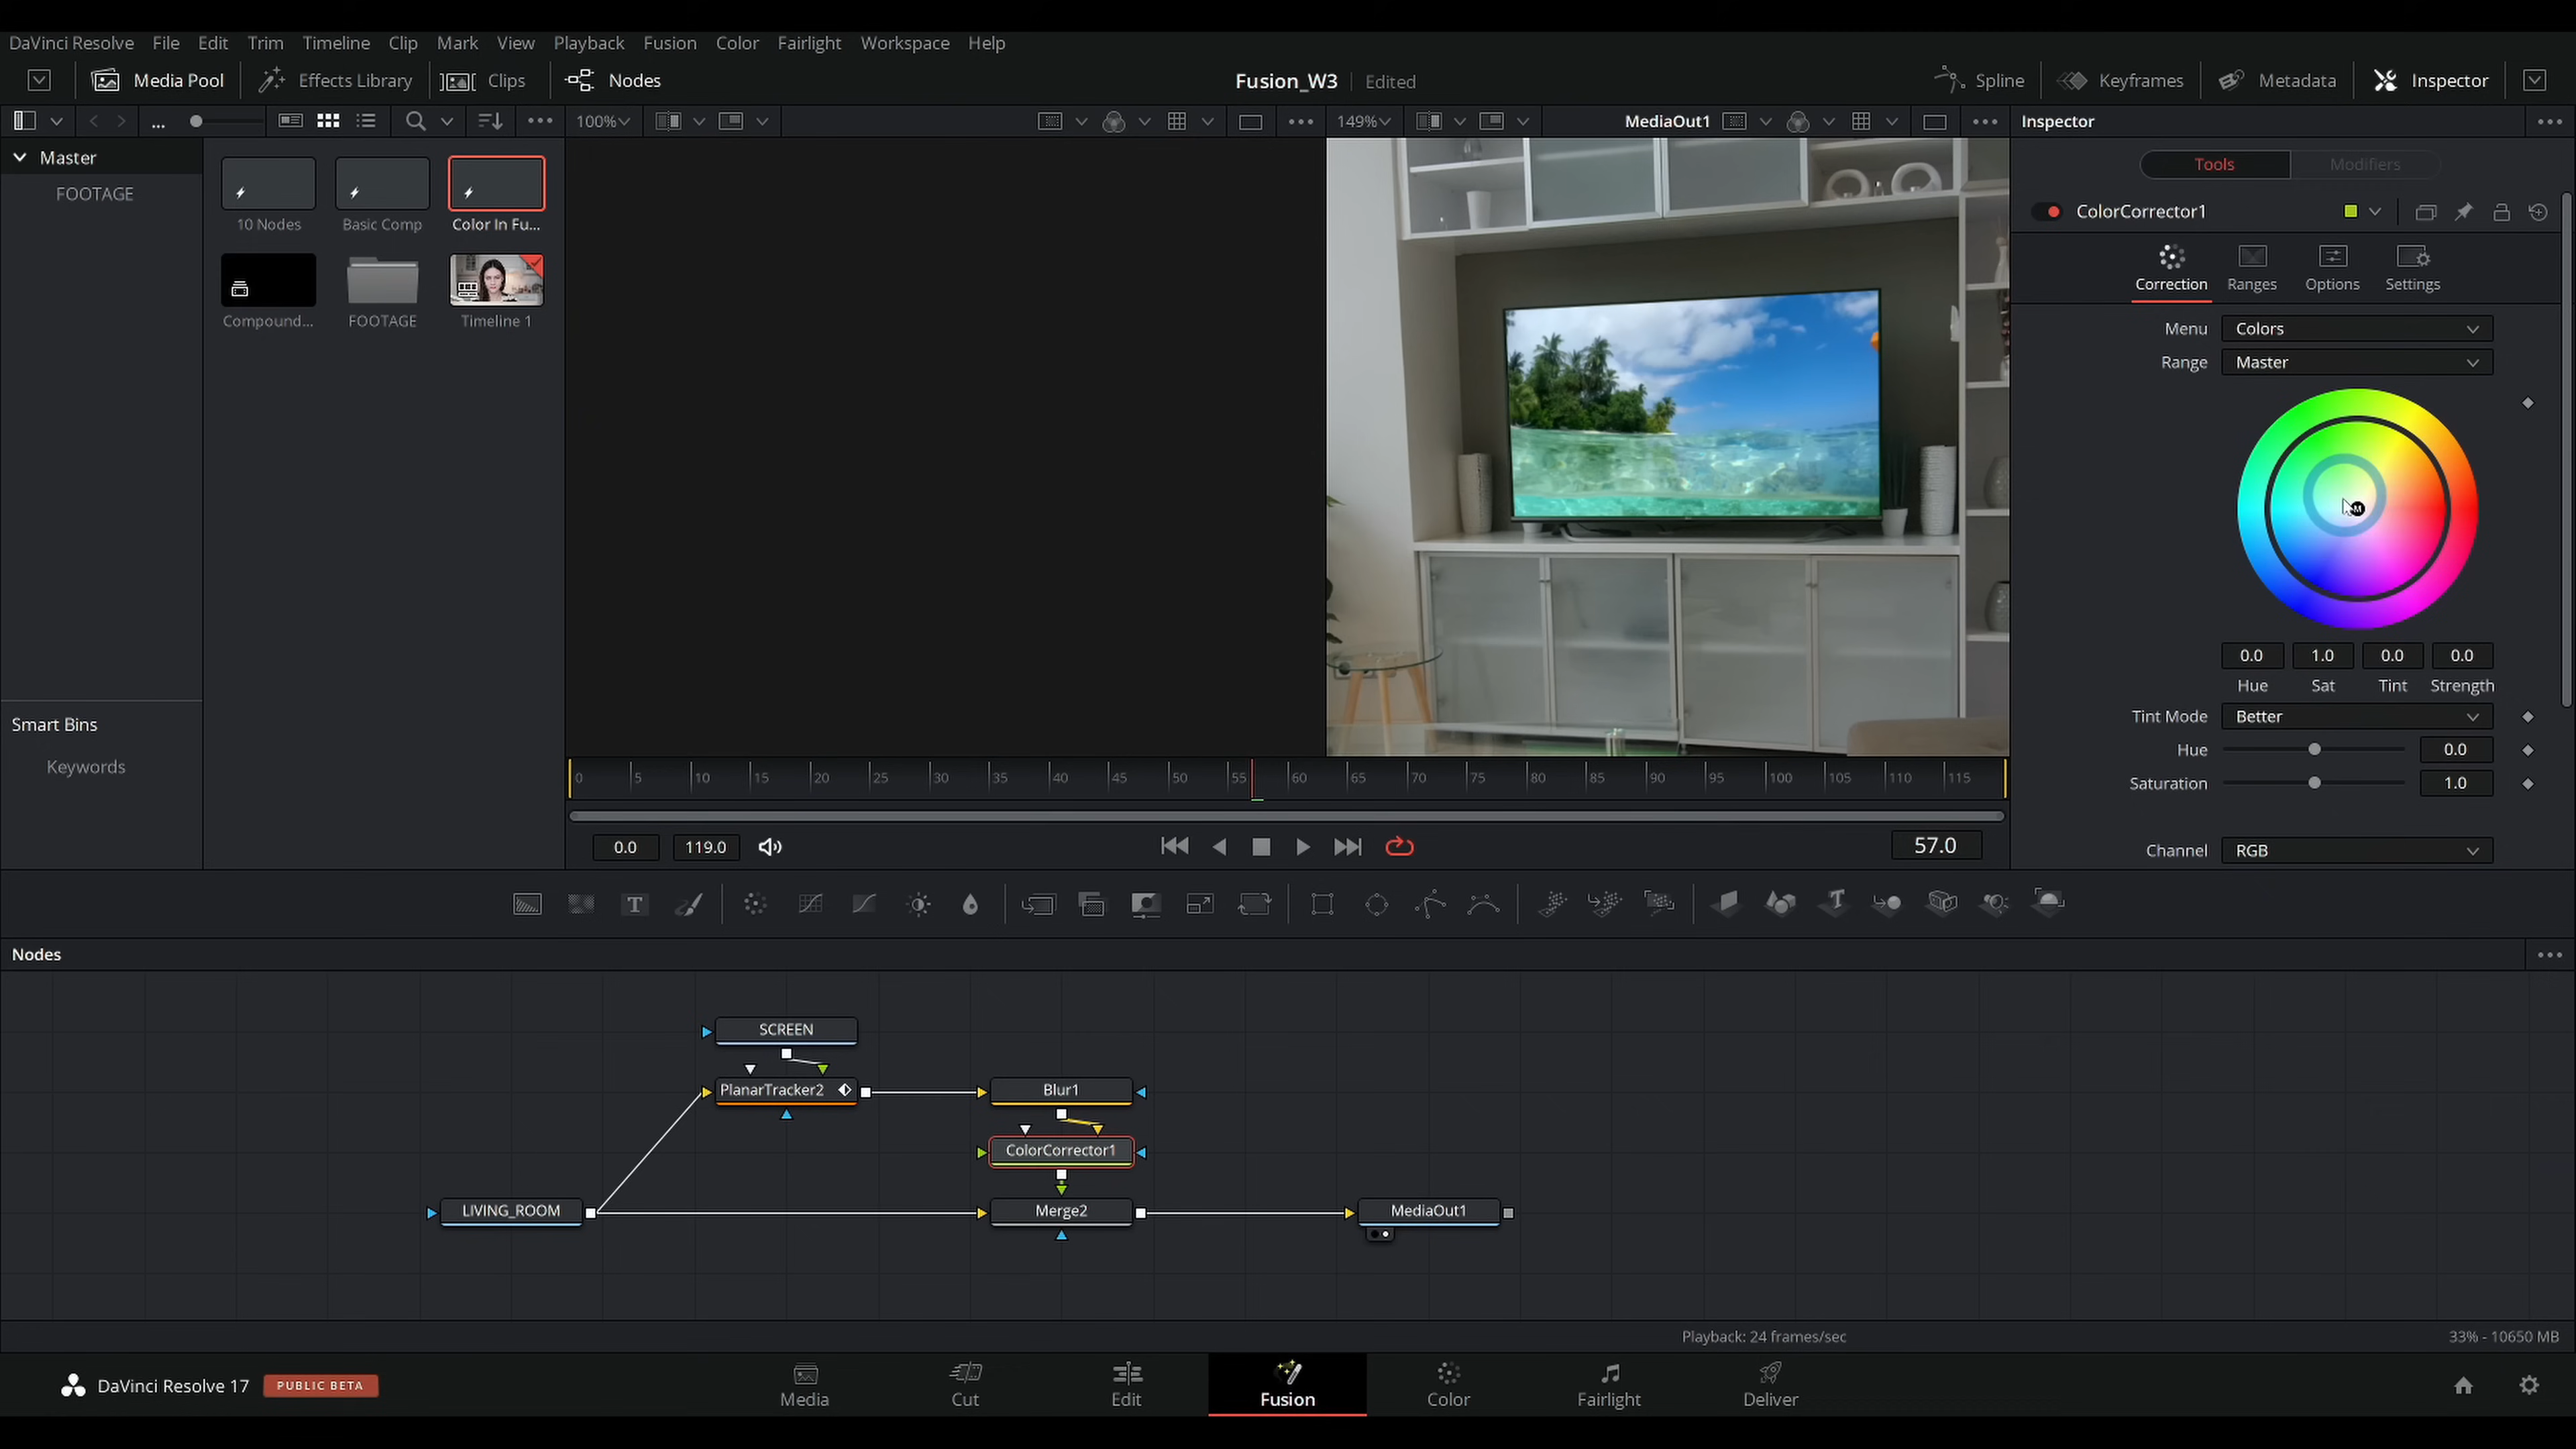 DaVinci Resolve File Edit Trim Timeline Clip Mark View Playback Fusion Color Fairlight Workspace Help
Media Pool Effects Library Clips Nodes Fusion_W3 Edited Spline Keyframes Metadata Inspector
... 100% 149% MediaOut1 Inspector
Master
FOOTAGE
10 Nodes Basic Comp Color In Fu...
Compound... FOOTAGE Timeline 1
Smart Bins
Keywords
Tools Modifiers
ColorCorrector1
Correction Ranges Options Settings
Menu Colors
Range Master
M
0.0 1.0 0.0 0.0
Hue Sat Tint Strength
Tint Mode Better
Hue 0.0
Saturation 1.0
Channel RGB
0 5 10 15 20 25 30 35 40 45 50 55 60 65 70 75 80 85 90 95 100 105 110 115
0.0 119.0 57.0
T T
Nodes
SCREEN
PlanarTracker2 Blur1
ColorCorrector1
LIVING_ROOM Merge2 MediaOut1
Playback: 24 frames/sec 33% - 10650 MB
DaVinci Resolve 17 PUBLIC BETA Media Cut Edit Fusion Color Fairlight Deliver